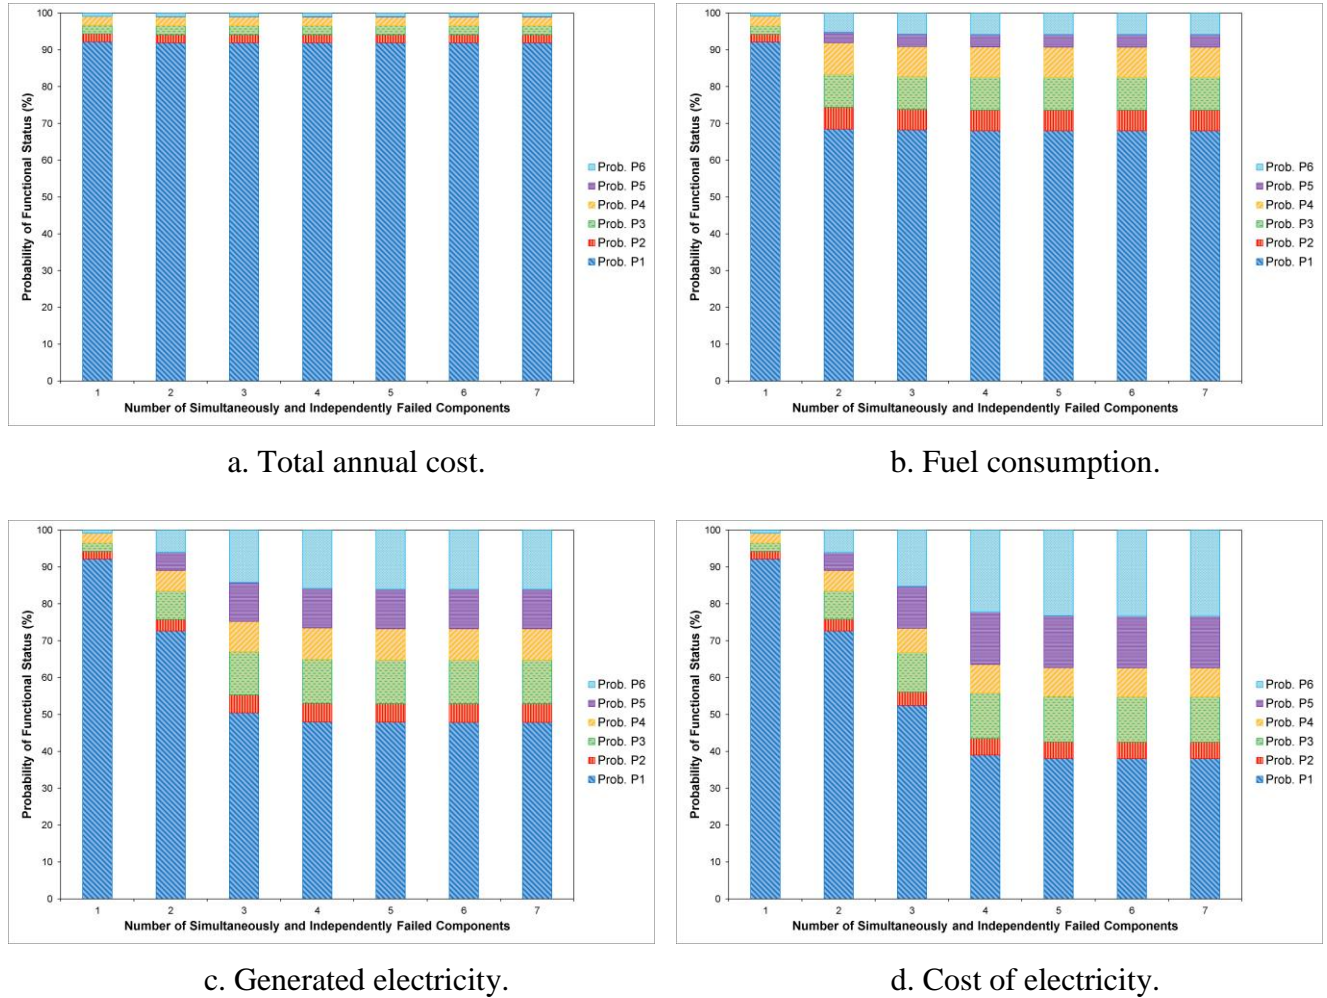 Probability of Functional Status (%)
100
90
80
70
60
50
40
30
20
10
0
1 2 3 4 5 6 7
Number of Simultaneously and Independently Failed Components
Prob. P6
Prob. P5
Prob. P4
Prob. P3
Prob. P2
Prob. P1
a. Total annual cost.
Probability of Functional Status (%)
100
90
80
70
60
50
40
30
20
10
0
1 2 3 4 5 6 7
Number of Simultaneously and Independently Failed Components
Prob. P6
Prob. P5
Prob. P4
Prob. P3
Prob. P2
Prob. P1
b. Fuel consumption.
Probability of Functional Status (%)
100
90
80
70
60
50
40
30
20
10
0
1 2 3 4 5 6 7
Number of Simultaneously and Independently Failed Components
Prob. P6
Prob. P5
Prob. P4
Prob. P3
Prob. P2
Prob. P1
c. Generated electricity.
Probability of Functional Status (%)
100
90
80
70
60
50
40
30
20
10
0
1 2 3 4 5 6 7
Number of Simultaneously and Independently Failed Components
Prob. P6
Prob. P5
Prob. P4
Prob. P3
Prob. P2
Prob. P1
d. Cost of electricity.